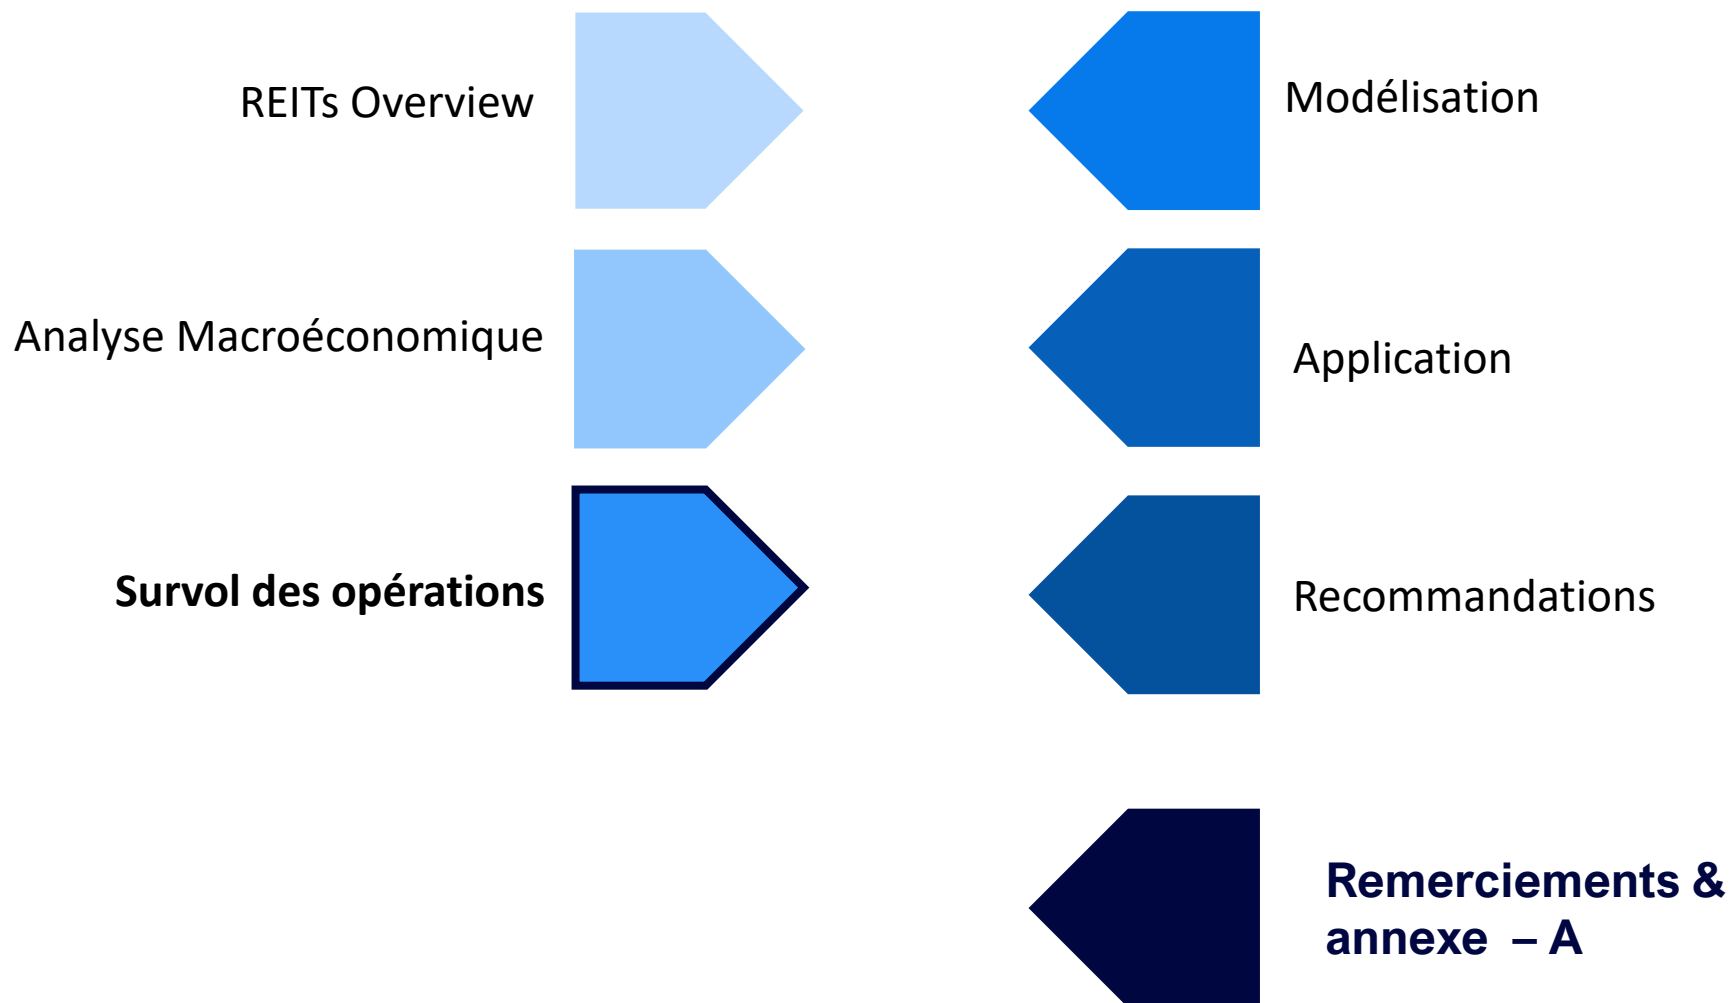 REITs Overview
Analyse Macroéconomique
Survol des opérations
Modélisation
Application
Recommandations
Remerciements &
annexe – A